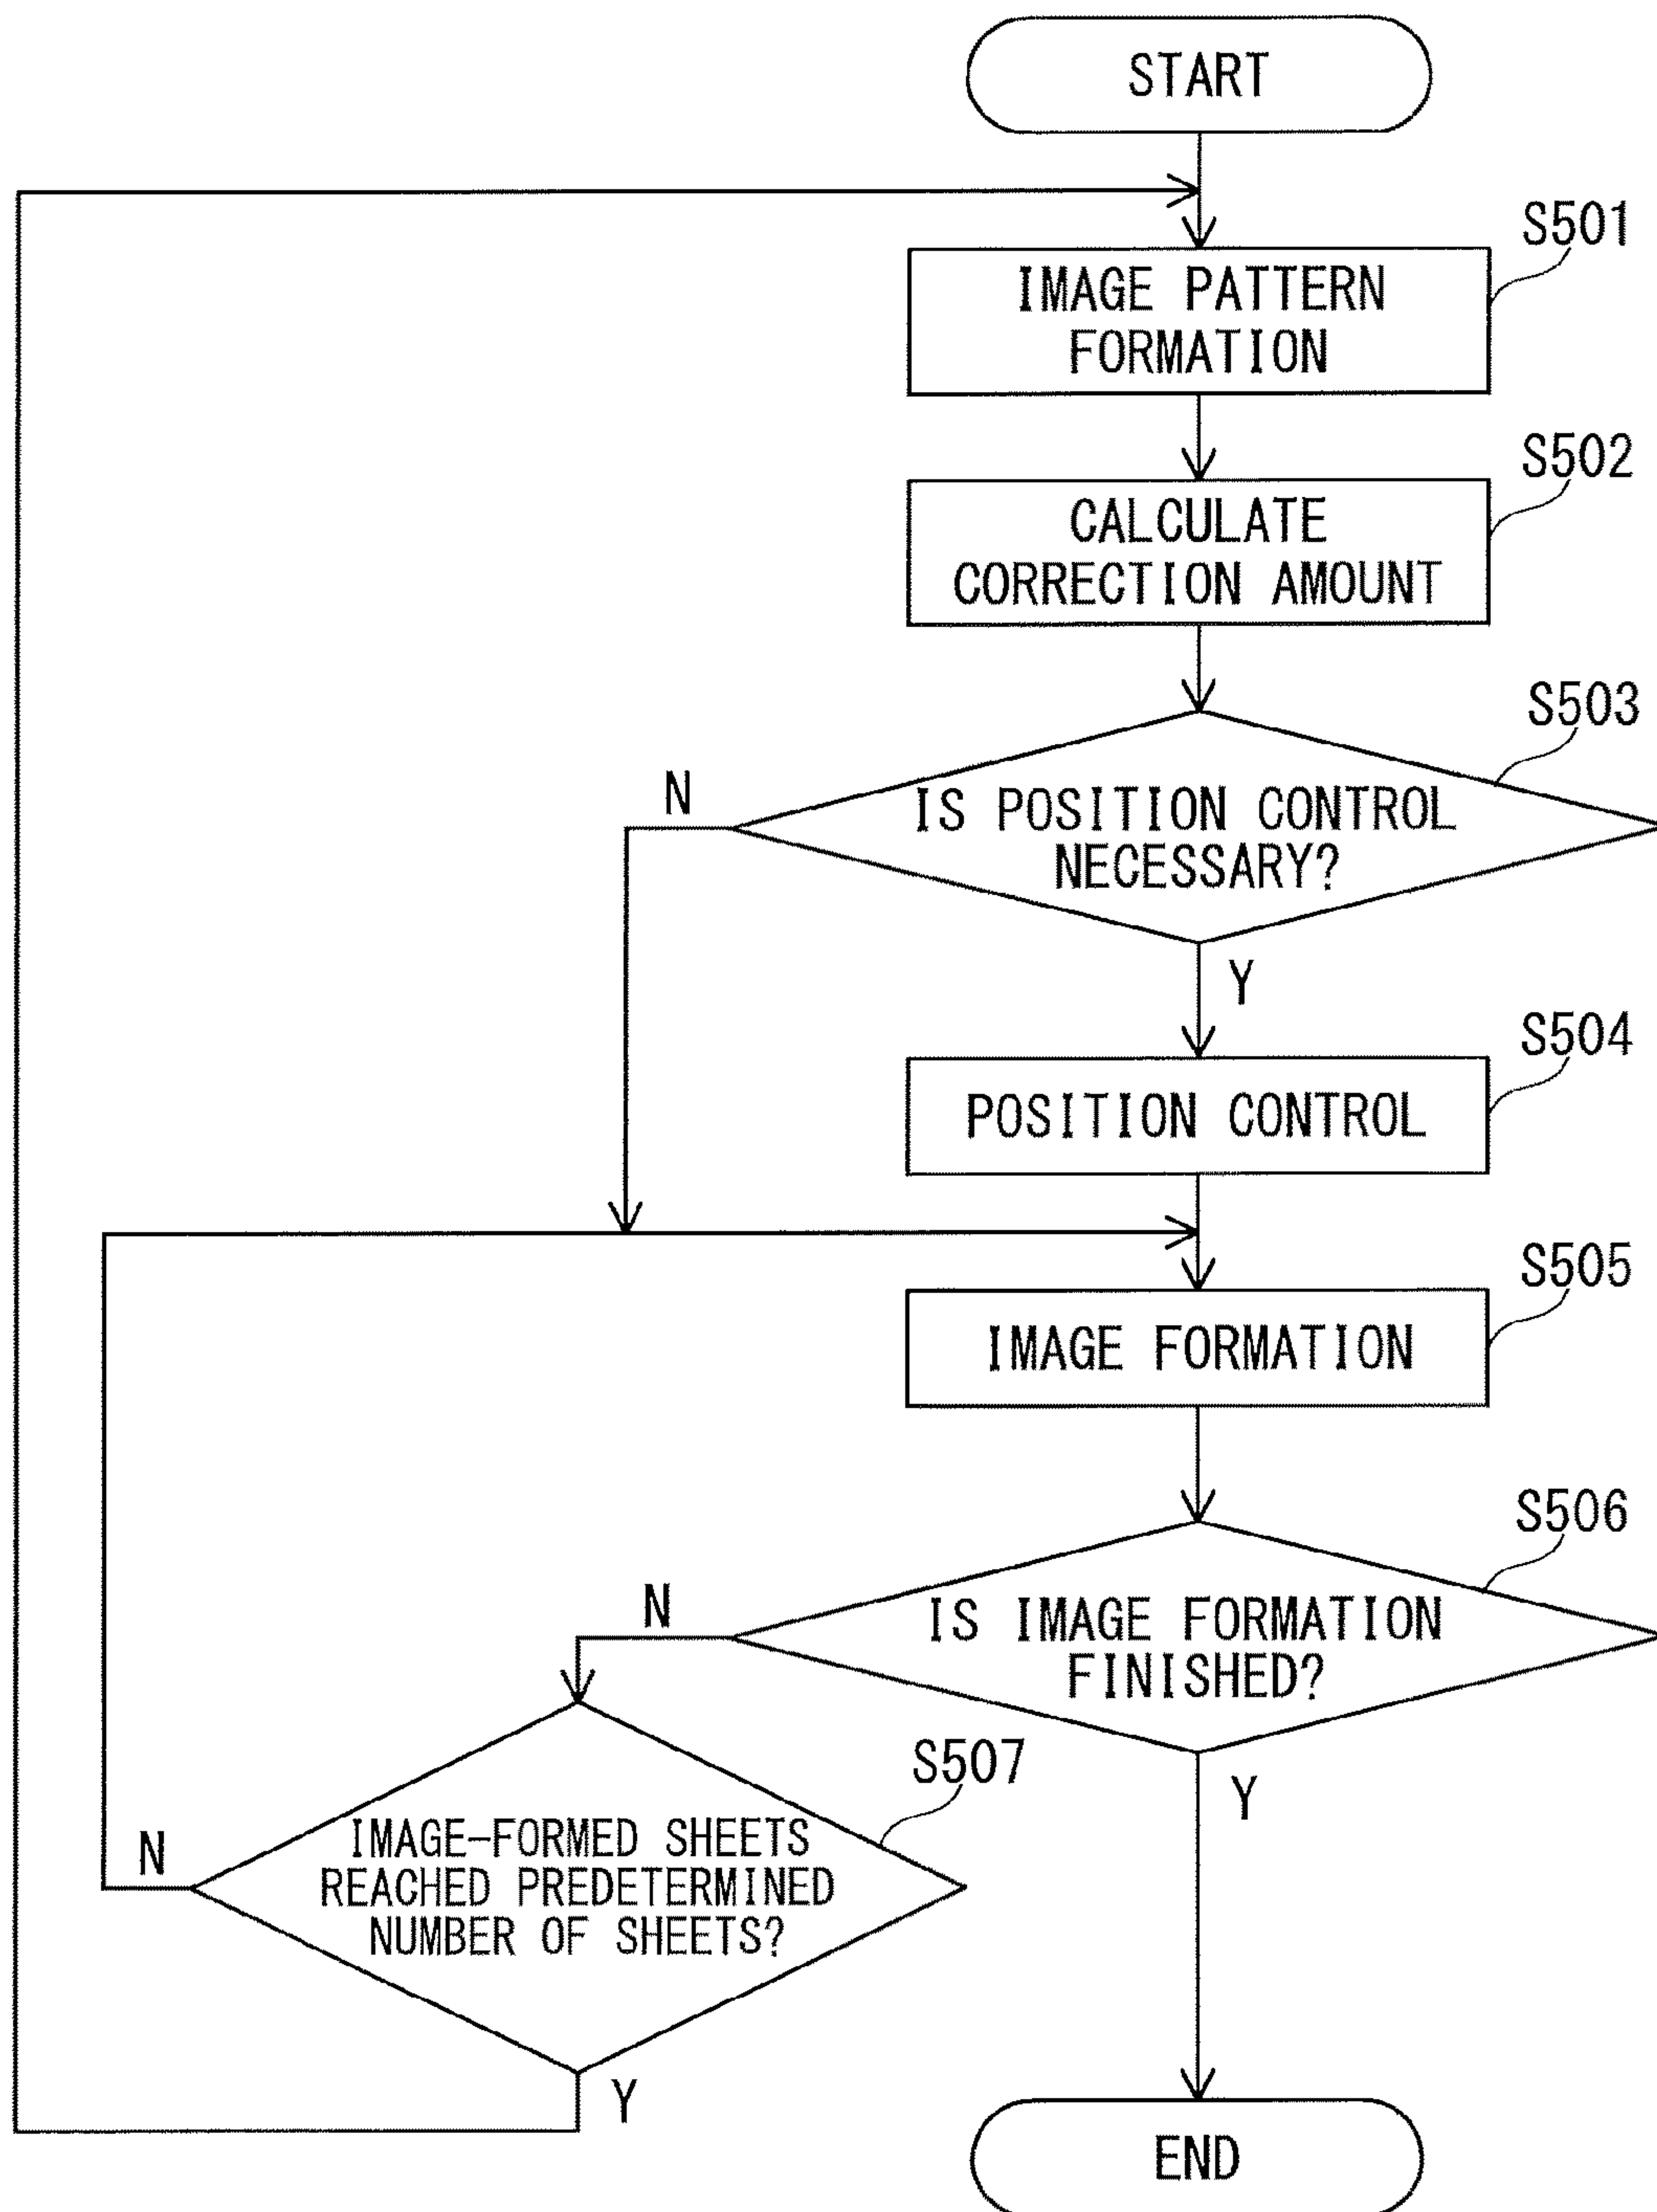 START
S501
IMAGE PATTERN
FORMATION
S502
CALCULATE
CORRECTION AMOUNT
S503
N
IS POSITION CONTROL
NECESSARY?
Y
S504
POSITION CONTROL
S505
IMAGE FORMATION
S506
N
IS IMAGE FORMATION
FINISHED?
S507
Y
N
IMAGE-FORMED SHEETS
REACHED PREDETERMINED
NUMBER OF SHEETS?
Y
END